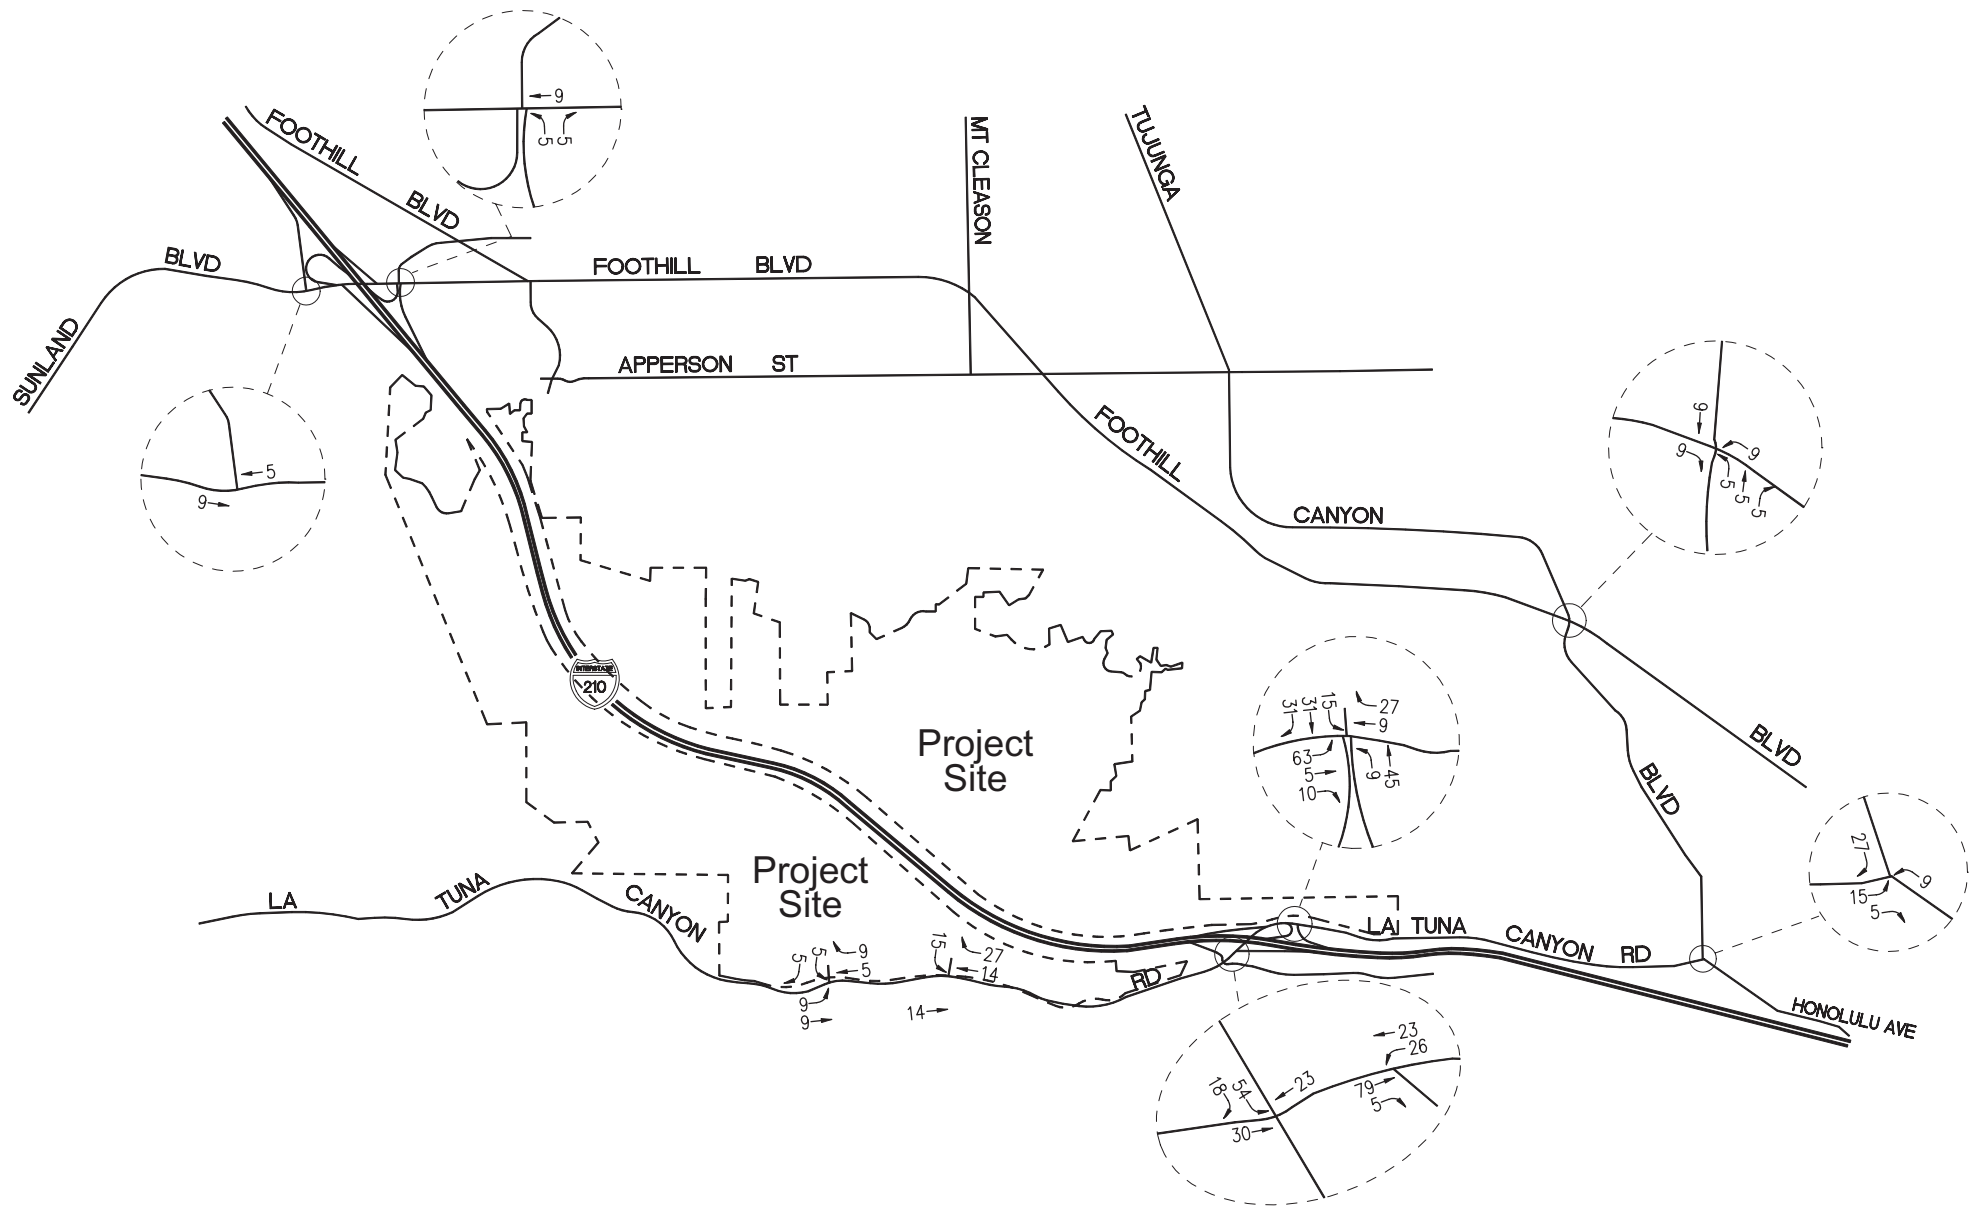 9
5 5
FOOTHILL
BLVD
MT CLEASON
TUJUNGA
SUNLAND
BLVD
FOOTHILL BLVD
APPERSON ST
5
9
FOOTHILL
CANYON
9
9
9
5
5
5
INTERSTATE
210
Project
Site
31 31 15
27
9
63
5
10
9
45
BLVD
BLVD
27
15
9
5
Project
Site
LA
TUNA
CANYON
RD
LA TUNA
CANYON
RD
HONOLULU AVE
5 5
9
5
9
9
15
27
14
14
23
26
18
54
23
79
5
30